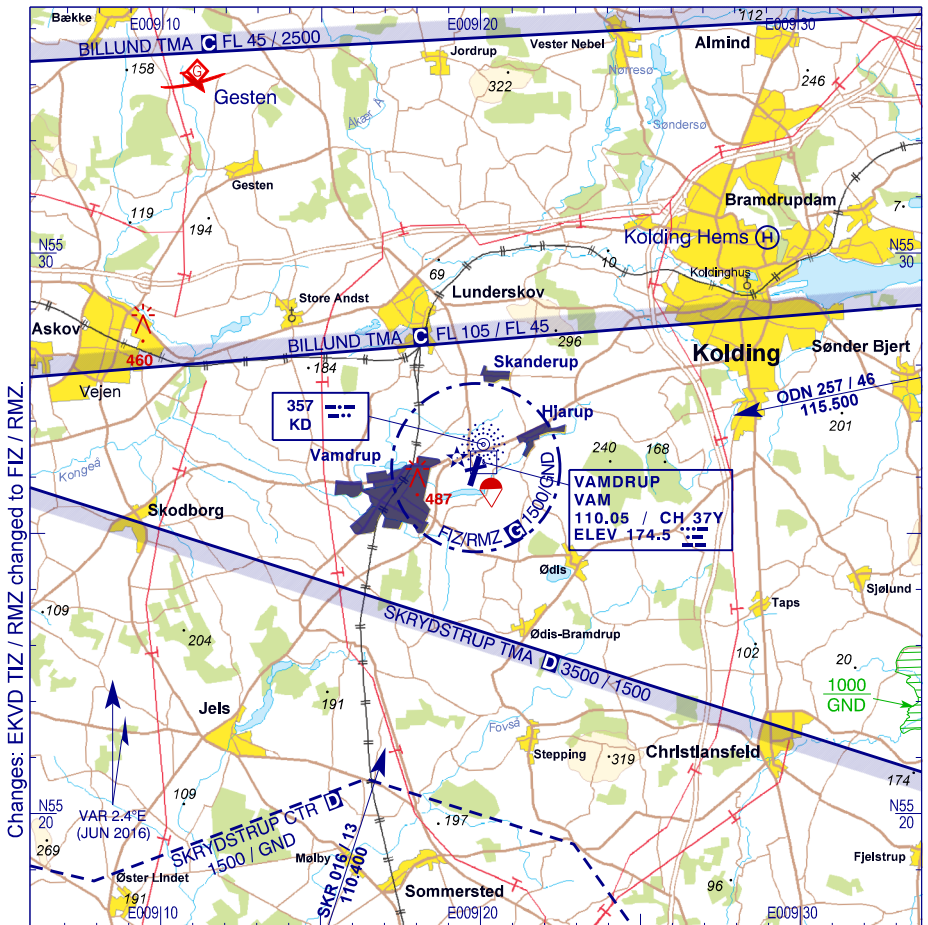 Bække
E009°10
E009°20
E009°30
112
BILLUND TMA C FL 45 / 2500
Jordrup
Vester Nebel
Almind
158
G
Gesten
322
Nørresø
246
Åkær Å
Søndersø
Gesten
119
194
Bramdrupdam
7
N55
30
Kolding Hems H
N55
30
69
10
Koldinghus
Store Andst
Lunderskov
Askov
460
BILLUND TMA C FL 105 / FL 45
296
Kolding
Sønder Bjert
184
Skanderup
Vejen
357
KD
Hjarup
ODN 257 / 46
115.500
201
Vamdrup
240
168
Kongeå
487
VAMDRUP
VAM
110.05 / CH 37Y
ELEV 174.5
Skodborg
FIZ/RMZ G 1500/GND
Ødis
Sjølund
109
Taps
204
SKRYDSTRUP TMA D 3500 / 1500
Ødis-Bramdrup
102
20
1000
GND
191
Jels
Fovså
Stepping
319
Christiansfeld
174
109
VAR 2.4°E
(JUN 2016)
N55
20
N55
20
SKRYDSTRUP CTR D
1500 / GND
197
269
Mølby
SKR 016 / 13
110.400
Fjelstrup
Øster Lindet
191
Sommersted
96
E009°10
E009°20
E009°30
Changes: EKVD TIZ / RMZ changed to FIZ / RMZ.